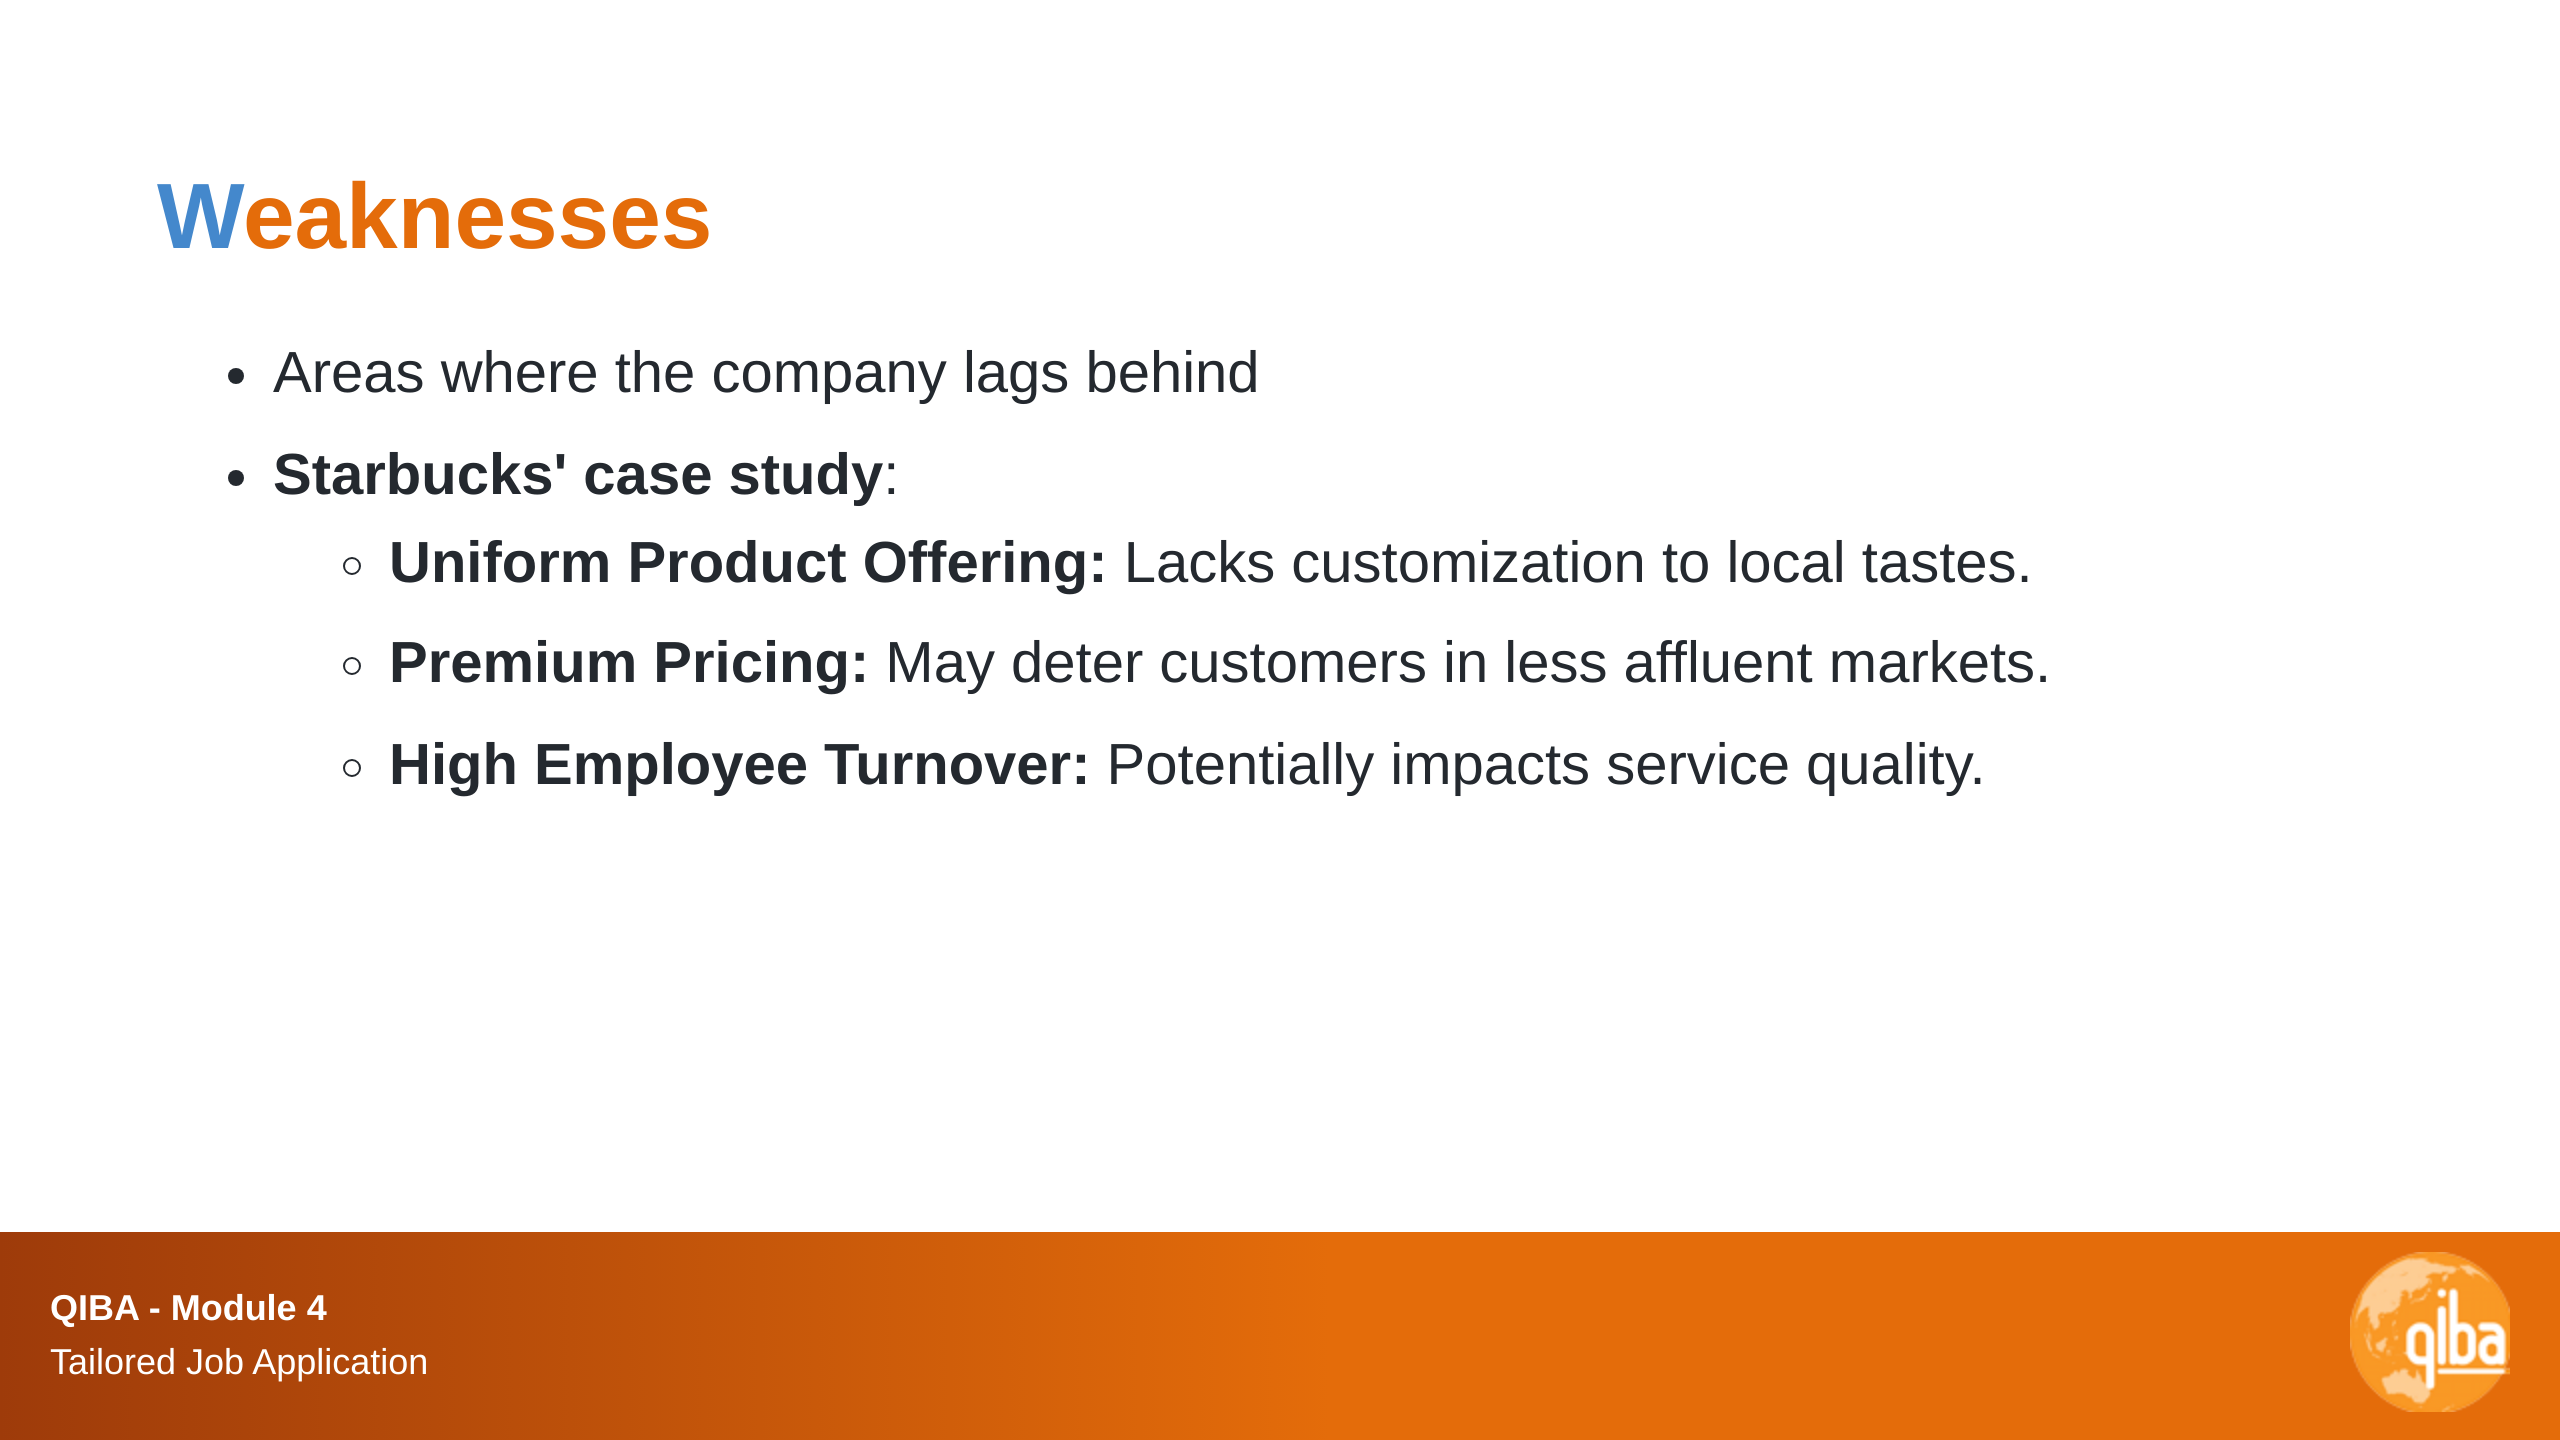 Weaknesses
Areas where the company lags behind
Starbucks' case study:
Uniform Product Offering: Lacks customization to local tastes.
Premium Pricing: May deter customers in less affluent markets.
High Employee Turnover: Potentially impacts service quality.
QIBA - Module 4
Tailored Job Application
qiba